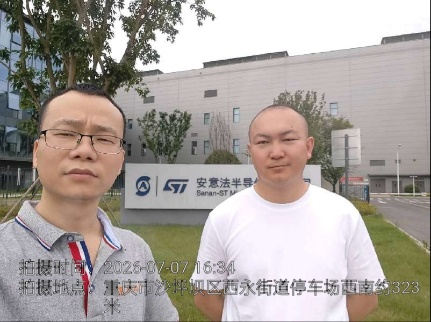 ST 安意法半导
Sanan-ST M
拍摄时间： 2026-07-07 16:34
拍摄地点：重庆市沙坪坝区西永街道停车场西南约323
米